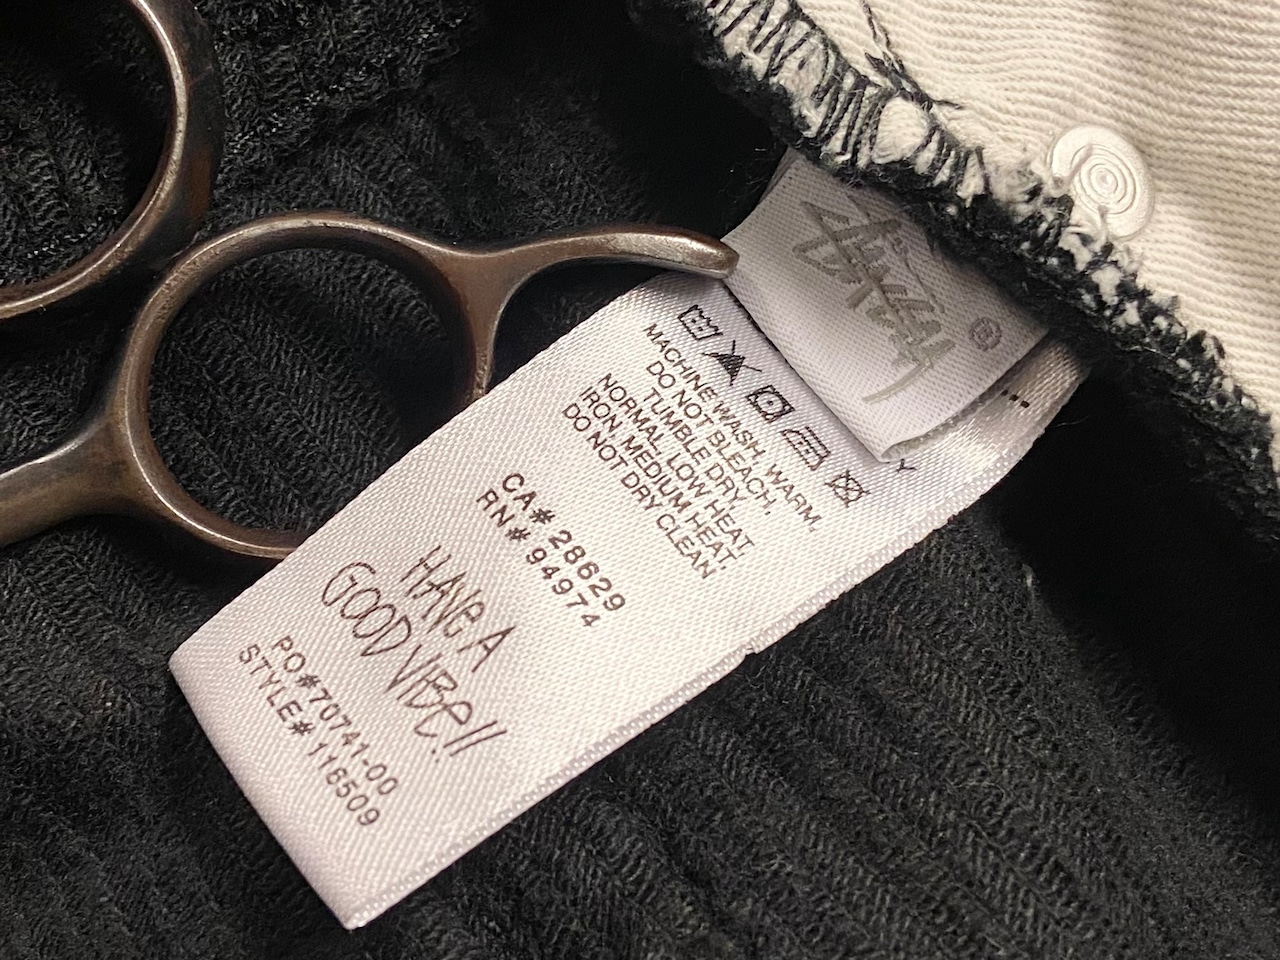 Stüssy
®
MACHINE WASH, WARM,
DO NOT BLEACH,
TUMBLE DRY,
NORMAL, LOW HEAT,
IRON, MEDIUM HEAT,
DO NOT DRY CLEAN
CA# 28629
RN# 94974
HAVE A
GOOD VIBE!!
PO#70741-00
STYLE# 116509